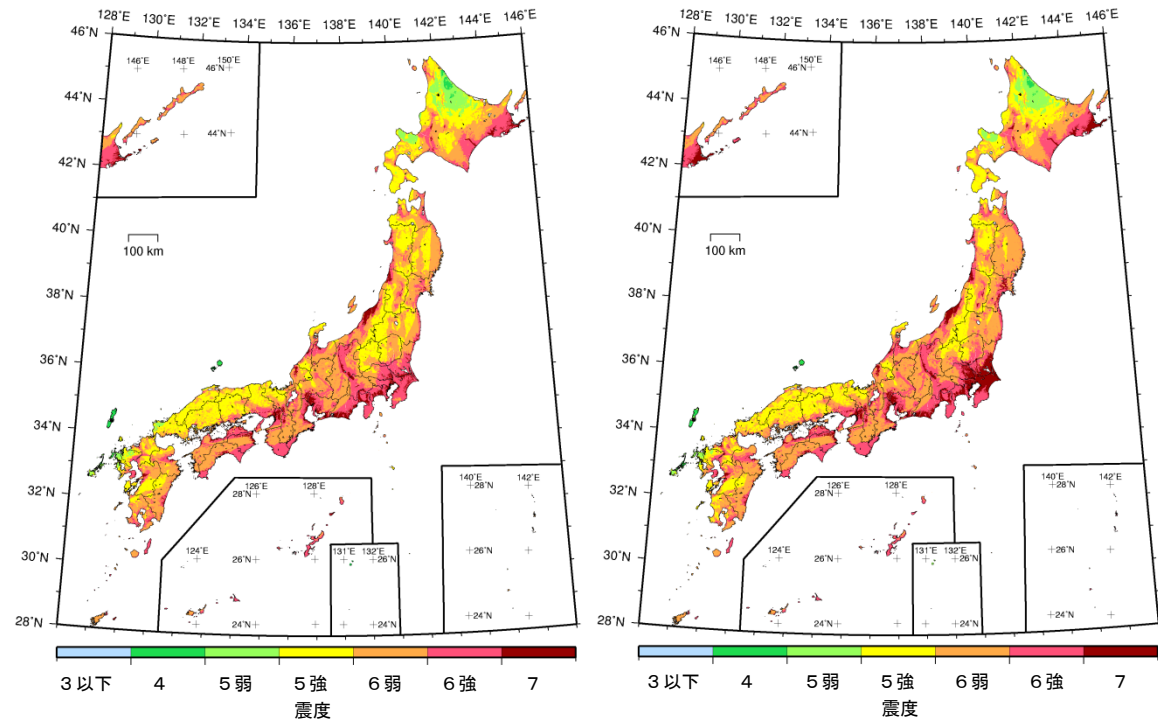 128°E 130°E 132°E 134°E 136°E 138°E 140°E 142°E 144°E 146°E
46°N
44°N
42°N
40°N
38°N
36°N
34°N
32°N
30°N
28°N
146°E 148°E 150°E
46°N
44°N
100 km
126°E 128°E
28°N
124°E
26°N
24°N
131°E 132°E
26°N
24°N
140°E 142°E
28°N
26°N
24°N
3以下 4 5弱 5強 6弱 6強 7
震度
128°E 130°E 132°E 134°E 136°E 138°E 140°E 142°E 144°E 146°E
46°N
44°N
42°N
40°N
38°N
36°N
34°N
32°N
30°N
28°N
146°E 148°E 150°E
46°N
44°N
100 km
126°E 128°E
28°N
124°E
26°N
24°N
131°E 132°E
26°N
24°N
140°E 142°E
28°N
26°N
24°N
3以下 4 5弱 5強 6弱 6強 7
震度